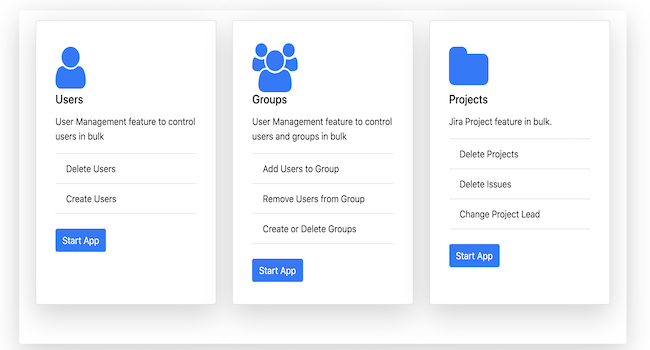 Users
User Management feature to control
users in bulk
Delete Users
Create Users
Start App
Groups
User Management feature to control
users and groups in bulk
Add Users to Group
Remove Users from Group
Create or Delete Groups
Start App
Projects
Jira Project feature in bulk.
Delete Projects
Delete Issues
Change Project Lead
Start App